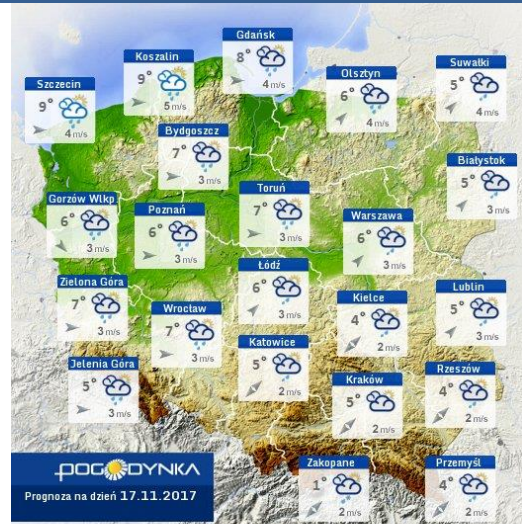 Gdańsk
8°
4 m/s
Koszalin
9°
5 m/s
Suwałki
5°
4 m/s
Olsztyn
6°
4 m/s
Szczecin
9°
4 m/s
Bydgoszcz
7°
3 m/s
Białystok
5°
3 m/s
Toruń
7°
3 m/s
Gorzów Wlkp
6°
3 m/s
Poznań
6°
3 m/s
Warszawa
6°
3 m/s
Łódź
6°
3 m/s
Zielona Góra
7°
3 m/s
Lublin
5°
3 m/s
Kielce
4°
2 m/s
Wrocław
7°
3 m/s
Katowice
5°
2 m/s
Jelenia Góra
5°
3 m/s
Rzeszów
4°
2 m/s
Kraków
5°
2 m/s
Zakopane
1°
2 m/s
Przemyśl
4°
2 m/s
POGODYNKA
Prognoza na dzień 17.11.2017